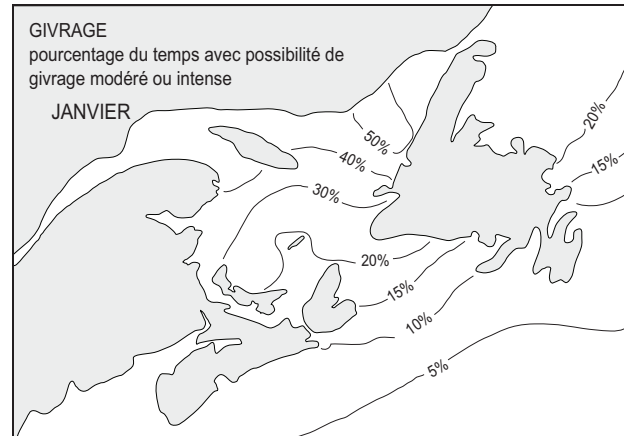 GIVRAGE
pourcentage du temps avec possibilité de
givrage modéré ou intense
JANVIER
20%
50%
40%
15%
30%
20%
15%
10%
5%